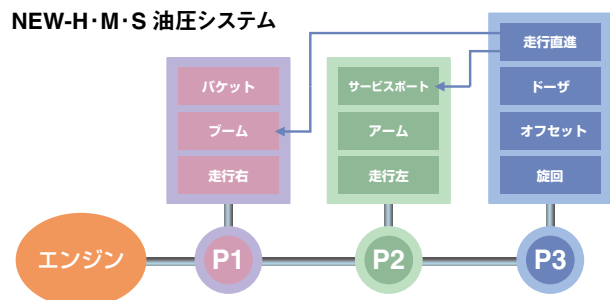 NEW-H・M・S 油圧システム
バケット
ブーム
走行右
サービスポート
アーム
走行左
走行直進
ドーザ
オフセット
旋回
エンジン
P1
P2
P3